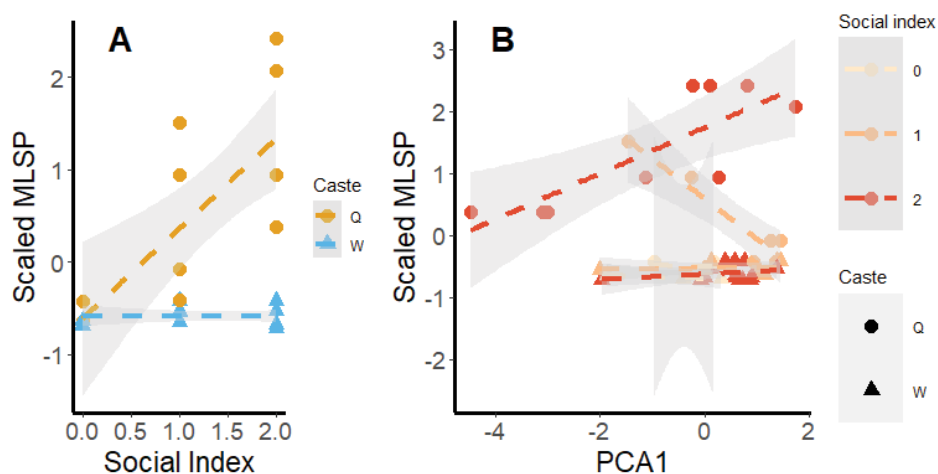 A
Scaled MLSP
2
1
0
-1
0.0 0.5 1.0 1.5 2.0
Social Index
Caste
Q
W
B
Scaled MLSP
3
2
1
0
-1
-2
-4 -2 0 2
PCA1
Social index
0
1
2
Caste
Q
W